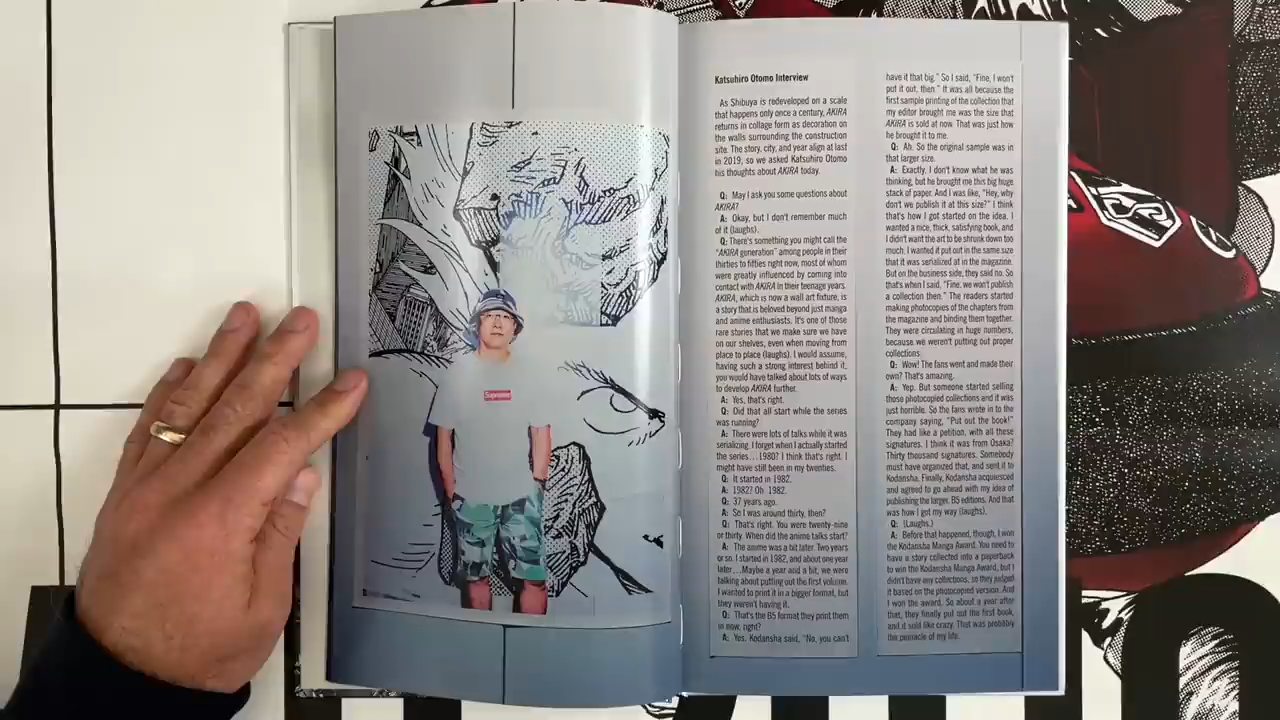 Supreme
Katsuhiro Otomo Interview
As Shibuya is redeveloped on a scale
that happens only once a century, AKIRA
returns in collage form as decoration on
the walls surrounding the construction
site. The story, city, and year align at last
in 2019, so we asked Katsuhiro Otomo
his thoughts about AKIRA today.
Q: May I ask you some questions about
AKIRA?
A: Okay, but I don't remember much
of it (laughs).
Q: There's something you might call the
"AKIRA generation" among people in their
thirties to fifties right now, most of whom
were greatly influenced by coming into
contact with AKIRA in their teenage years.
AKIRA, which is now a wall art fixture, is
a story that is beloved beyond just manga
and anime enthusiasts. It's one of those
rare stories that we make sure we have
on our shelves, even when moving from
place to place (laughs). I would assume,
having such a strong interest behind it,
you would have talked about lots of ways
to develop AKIRA further.
A: Yes, that's right.
Q: Did that all start while the series
was running?
A: There were lots of talks while it was
serializing. I forget when I actually started
the series...1980? I think that's right. I
might have still been in my twenties.
Q: It started in 1982.
A: 1982? Oh 1982.
Q: 37 years ago.
A: So I was around thirty, then?
Q: That's right. You were twenty-nine
or thirty. When did the anime talks start?
A: The anime was a bit later. Two years
or so. I started in 1982, and about one year
later...Maybe a year and a bit, we were
talking about putting out the first volume.
I wanted to print it in a bigger format, but
they weren't having it.
Q: That's the B5 format they print them
in now, right?
A: Yes. Kodansha said, "No, you can't
have it that big." So I said, "Fine, I won't
put it out, then." It was all because the
first sample printing of the collection that
my editor brought me was the size that
AKIRA is sold at now. That was just how
he brought it to me.
Q: Ah. So the original sample was in
that larger size.
A: Exactly. I don't know what he was
thinking, but he brought me this big huge
stack of paper. And I was like, "Hey, why
don't we publish it at this size?" I think
that's how I got started on the idea. I
wanted a nice, thick, satisfying book, and
I didn't want the art to be shrunk down too
much. I wanted it put out in the same size
that it was serialized at in the magazine.
But on the business side, they said no. So
that's when I said, "Fine, we won't publish
a collection then." The readers started
making photocopies of the chapters from
the magazine and binding them together.
They were circulating in huge numbers,
because we weren't putting out proper
collections.
Q: Wow! The fans went and made their
own? That's amazing.
A: Yep. But someone started selling
those photocopied collections and it was
just horrible. So the fans wrote in to the
company saying, "Put out the book!"
They had like a petition, with all these
signatures. I think it was from Osaka?
Thirty thousand signatures. Somebody
must have organized that, and sent it to
Kodansha. Finally, Kodansha acquiesced
and agreed to go ahead with my idea of
publishing the larger, B5 editions. And that
was how I got my way (laughs).
Q: (Laughs.)
A: Before that happened, though, I won
the Kodansha Manga Award. You need to
have a story collected into a paperback
to win the Kodansha Manga Award, but I
didn't have any collections, so they judged
it based on the photocopied version. And
I won the award. So about a year after
that, they finally put out the first book,
and it sold like crazy. That was probably
the pinnacle of my life.